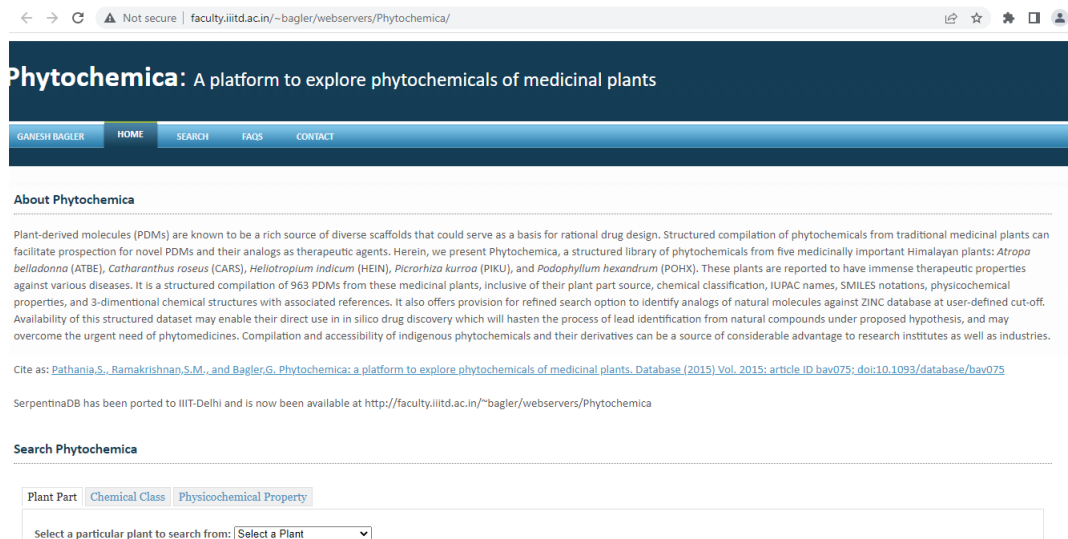 Not secure | faculty.iiitd.ac.in/~bagler/webservers/Phytochemica/
Phytochemica: A platform to explore phytochemicals of medicinal plants
GANESH BAGLER HOME SEARCH FAQS CONTACT
About Phytochemica
Plant-derived molecules (PDMs) are known to be a rich source of diverse scaffolds that could serve as a basis for rational drug design. Structured compilation of phytochemicals from traditional medicinal plants can
facilitate prospection for novel PDMs and their analogs as therapeutic agents. Herein, we present Phytochemica, a structured library of phytochemicals from five medicinally important Himalayan plants: Atropa
belladonna (ATBE), Catharanthus roseus (CARS), Heliotropium indicum (HEIN), Picrorhiza kurroa (PIKU), and Podophyllum hexandrum (POHX). These plants are reported to have immense therapeutic properties
against various diseases. It is a structured compilation of 963 PDMs from these medicinal plants, inclusive of their plant part source, chemical classification, IUPAC names, SMILES notations, physicochemical
properties, and 3-dimentional chemical structures with associated references. It also offers provision for refined search option to identify analogs of natural molecules against ZINC database at user-defined cut-off.
Availability of this structured dataset may enable their direct use in in silico drug discovery which will hasten the process of lead identification from natural compounds under proposed hypothesis, and may
overcome the urgent need of phytomedicines. Compilation and accessibility of indigenous phytochemicals and their derivatives can be a source of considerable advantage to research institutes as well as industries.
Cite as: Pathania,S., Ramakrishnan,S.M., and Bagler,G. Phytochemica: a platform to explore phytochemicals of medicinal plants. Database (2015) Vol. 2015: article ID bav075; doi:10.1093/database/bav075
SerpentinaDB has been ported to IIIT-Delhi and is now been available at http://faculty.iiitd.ac.in/~bagler/webservers/Phytochemica
Search Phytochemica
Plant Part Chemical Class Physicochemical Property
Select a particular plant to search from: Select a Plant